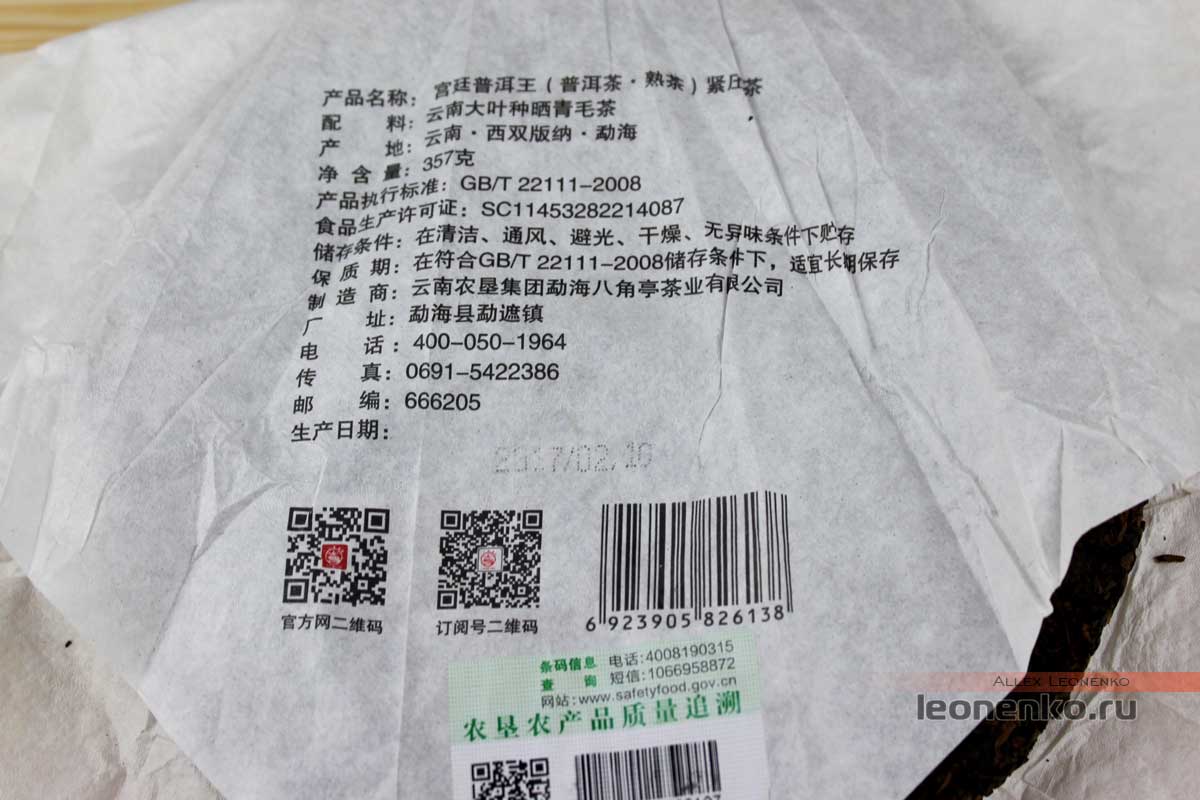 产品名称：宫廷普洱王（普洱茶·熟茶）紧压茶
配 料：云南大叶种晒青毛茶
产 地：云南·西双版纳·勐海
净 含 量：357克
产品执行标准：GB/T 22111-2008
食品生产许可证：SC11453282214087
储存条件：在清洁、通风、避光、干燥、无异味条件下贮存
保 质 期：在符合GB/T 22111-2008储存条件下，适宜长期保存
制 造 商：云南农垦集团勐海八角亭茶业有限公司
厂 址：勐海县勐遮镇
电 话：400-050-1964
传 真：0691-5422386
邮 编：666205
生产日期：
2017/02.18
官方网二维码
订阅号二维码
6 923905 826138
条码信息 电话:4008190315
查 询 短信:1066958872
网站:www.safetyfood.gov.cn
农垦农产品质量追溯
ALLEX LEONENKO
leonenko.ru